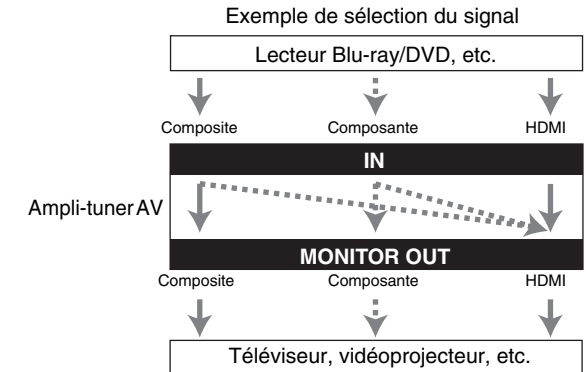 Exemple de sélection du signal
Lecteur Blu-ray/DVD, etc.
Composite Composante HDMI
IN
Ampli-tuner AV
MONITOR OUT
Composite Composante HDMI
Téléviseur, vidéoprojecteur, etc.